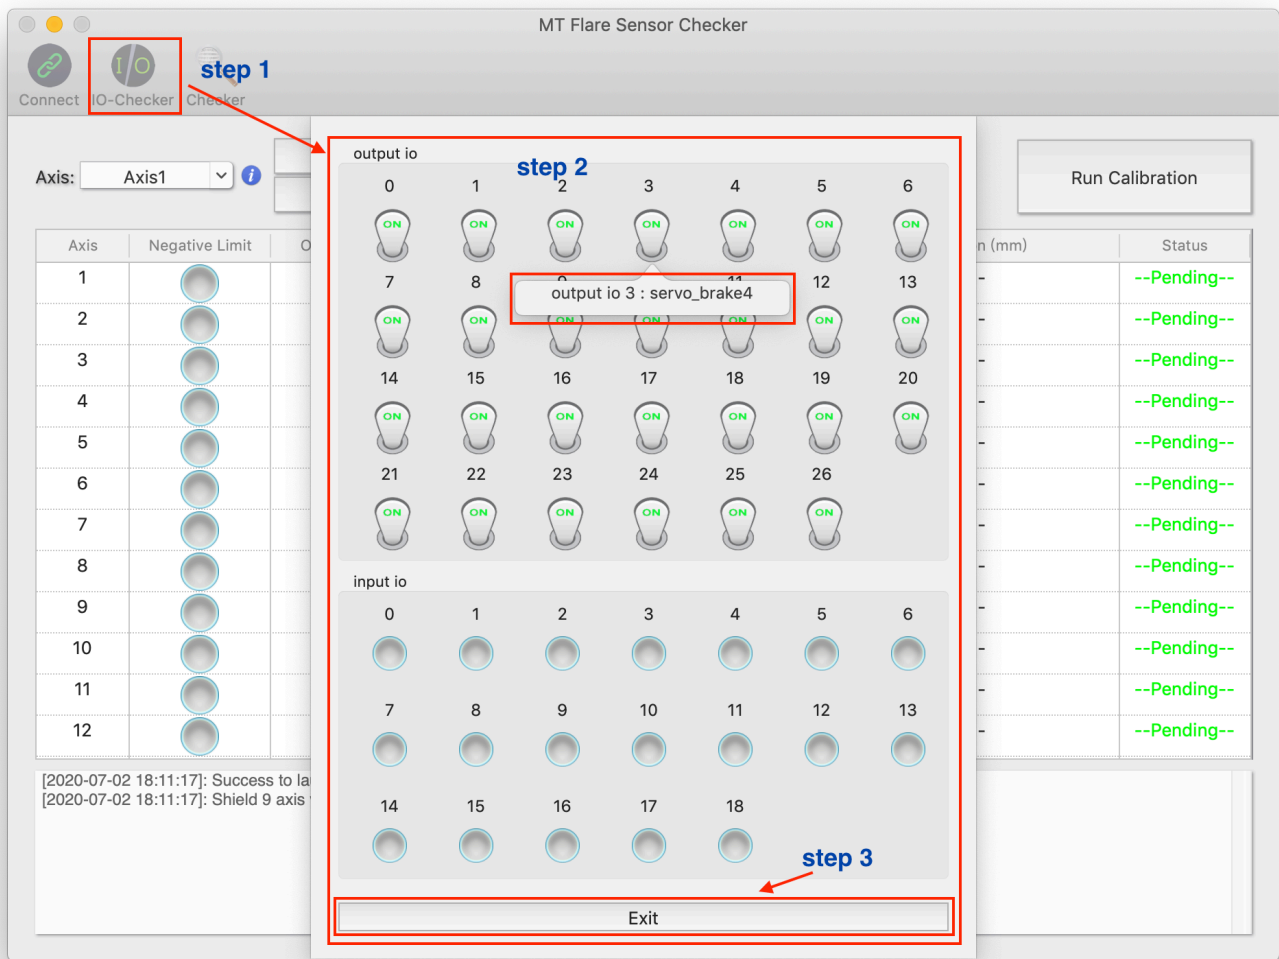 MT Flare Sensor Checker
Connect
IO-Checker
Checker
step 1
output io
step 2
Axis: Axis1
Run Calibration
0 1 2 3 4 5 6
ON ON ON ON ON ON ON
7 8 11 12 13
output io 3 : servo_brake4
ON ON ON ON ON ON ON
14 15 16 17 18 19 20
ON ON ON ON ON ON ON
21 22 23 24 25 26
ON ON ON ON ON ON
input io
0 1 2 3 4 5 6
7 8 9 10 11 12 13
14 15 16 17 18
step 3
Exit
Axis Negative Limit O n (mm) Status
1 - --Pending--
2 - --Pending--
3 - --Pending--
4 - --Pending--
5 - --Pending--
6 - --Pending--
7 - --Pending--
8 - --Pending--
9 - --Pending--
10 - --Pending--
11 - --Pending--
12 - --Pending--
[2020-07-02 18:11:17]: Success to la
[2020-07-02 18:11:17]: Shield 9 axis